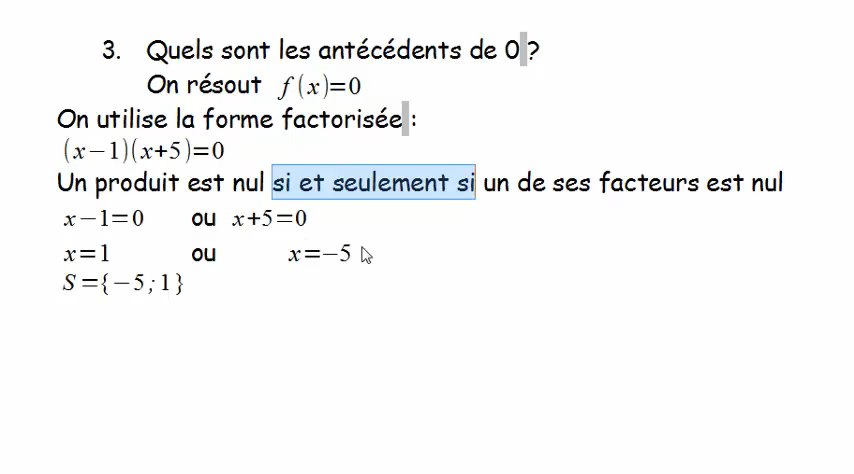 3. Quels sont les antécédents de 0 ?
On résout f(x)=0
On utilise la forme factorisée :
(x−1)(x+5)=0
Un produit est nul si et seulement si un de ses facteurs est nul
x−1=0 ou x+5=0
x=1 ou x=−5
S={−5;1}